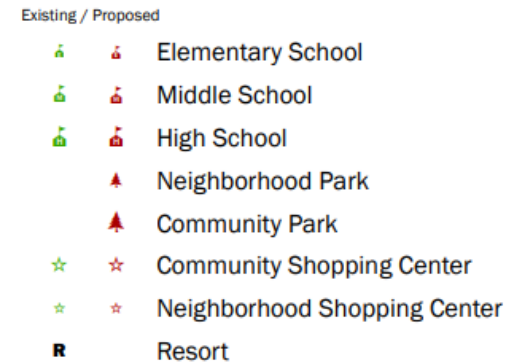 Existing / Proposed
Elementary School
Middle School
High School
Neighborhood Park
Community Park
Community Shopping Center
Neighborhood Shopping Center
R Resort